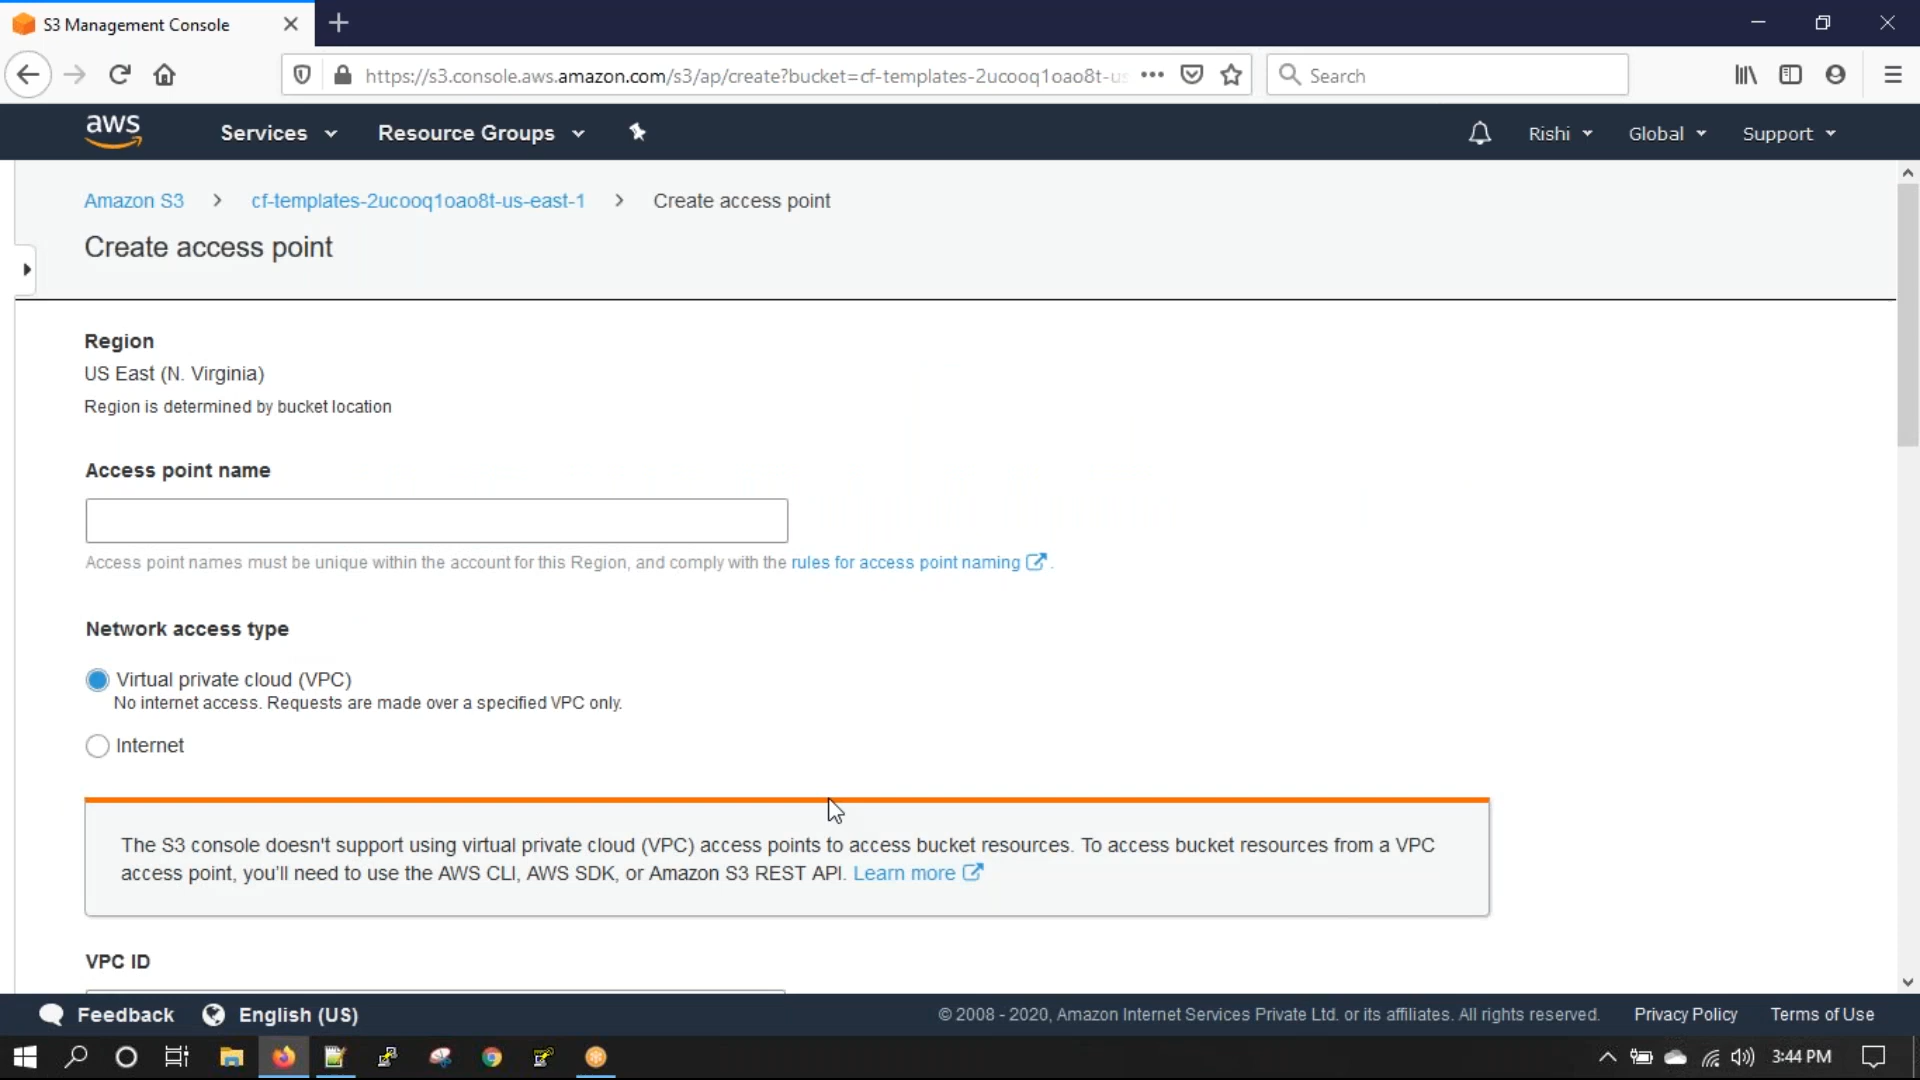 S3 Management Console
https://s3.console.aws.amazon.com/s3/ap/create?bucket=cf-templates-2ucooq1oao8t-us
Search
aws
Services
Resource Groups
Rishi
Global
Support
Amazon S3 > cf-templates-2ucooq1oao8t-us-east-1 > Create access point
Create access point
Region
US East (N. Virginia)
Region is determined by bucket location
Access point name
Access point names must be unique within the account for this Region, and comply with the rules for access point naming.
Network access type
Virtual private cloud (VPC)
No internet access. Requests are made over a specified VPC only.
Internet
The S3 console doesn't support using virtual private cloud (VPC) access points to access bucket resources. To access bucket resources from a VPC
access point, you'll need to use the AWS CLI, AWS SDK, or Amazon S3 REST API. Learn more
VPC ID
Feedback
English (US)
© 2008 - 2020, Amazon Internet Services Private Ltd. or its affiliates. All rights reserved.
Privacy Policy
Terms of Use
3:44 PM